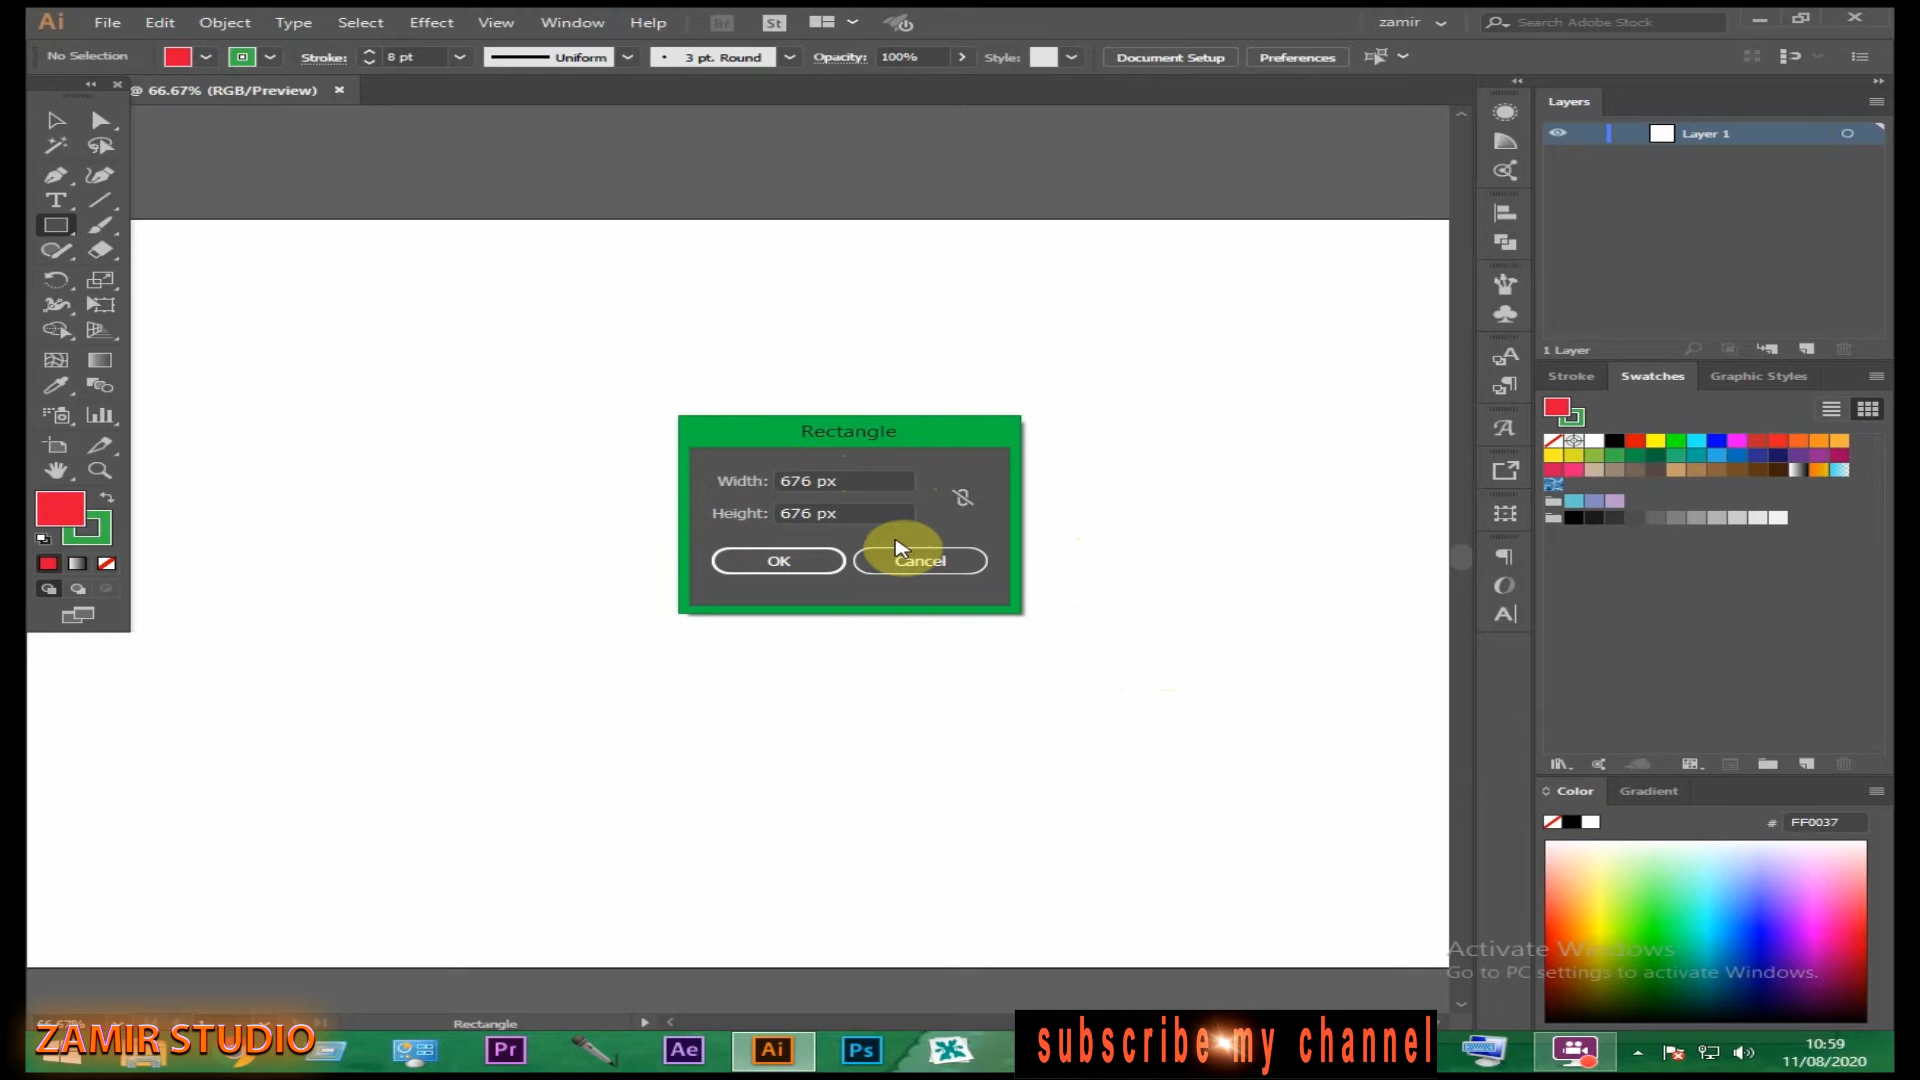 Ai File Edit Object Type Select Effect View Window Help Br St zamir Search Adobe Stock
No Selection Stroke: 8 pt Uniform 3 pt. Round Opacity: 100% Style: Document Setup Preferences
@ 66.67% (RGB/Preview)
Layers
Layer 1
1 Layer
Stroke Swatches Graphic Styles
Rectangle
Width: 676 px
Height: 676 px
OK Cancel
Color Gradient
# FF0037
Activate Windows
Go to PC settings to activate Windows.
66.67% Rectangle
ZAMIR STUDIO
Pr Ae Ai Ps
subscribe my channel
10:59
11/08/2020